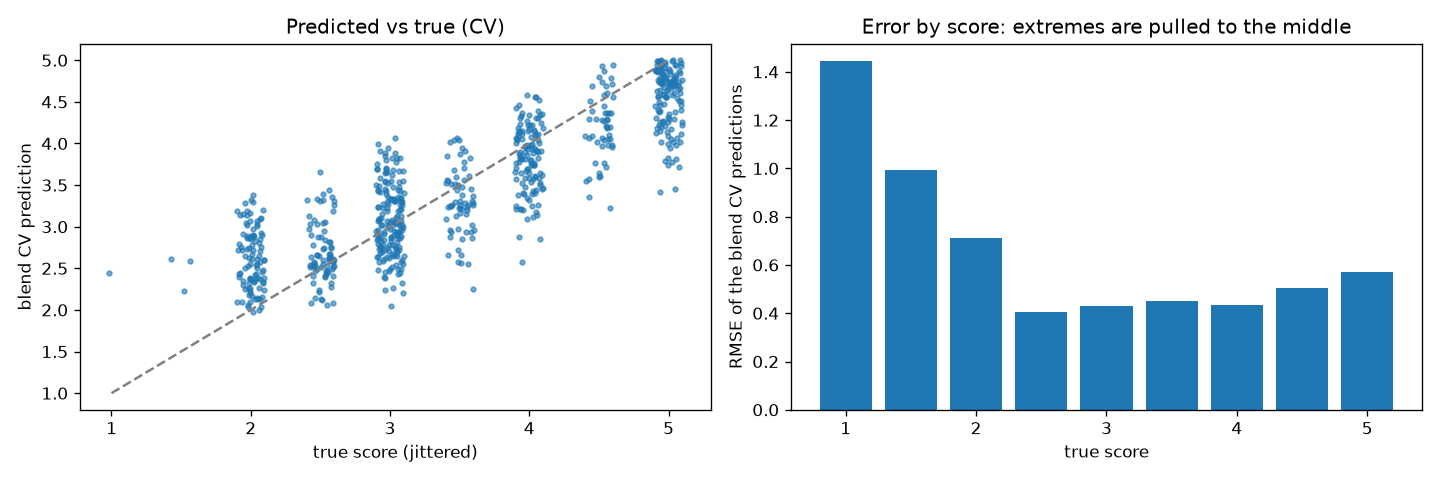 Predicted vs true (CV)
blend CV prediction
5.0
4.5
4.0
3.5
3.0
2.5
2.0
1.5
1.0
1 2 3 4 5
true score (jittered)
Error by score: extremes are pulled to the middle
RMSE of the blend CV predictions
1.4
1.2
1.0
0.8
0.6
0.4
0.2
0.0
1 2 3 4 5
true score